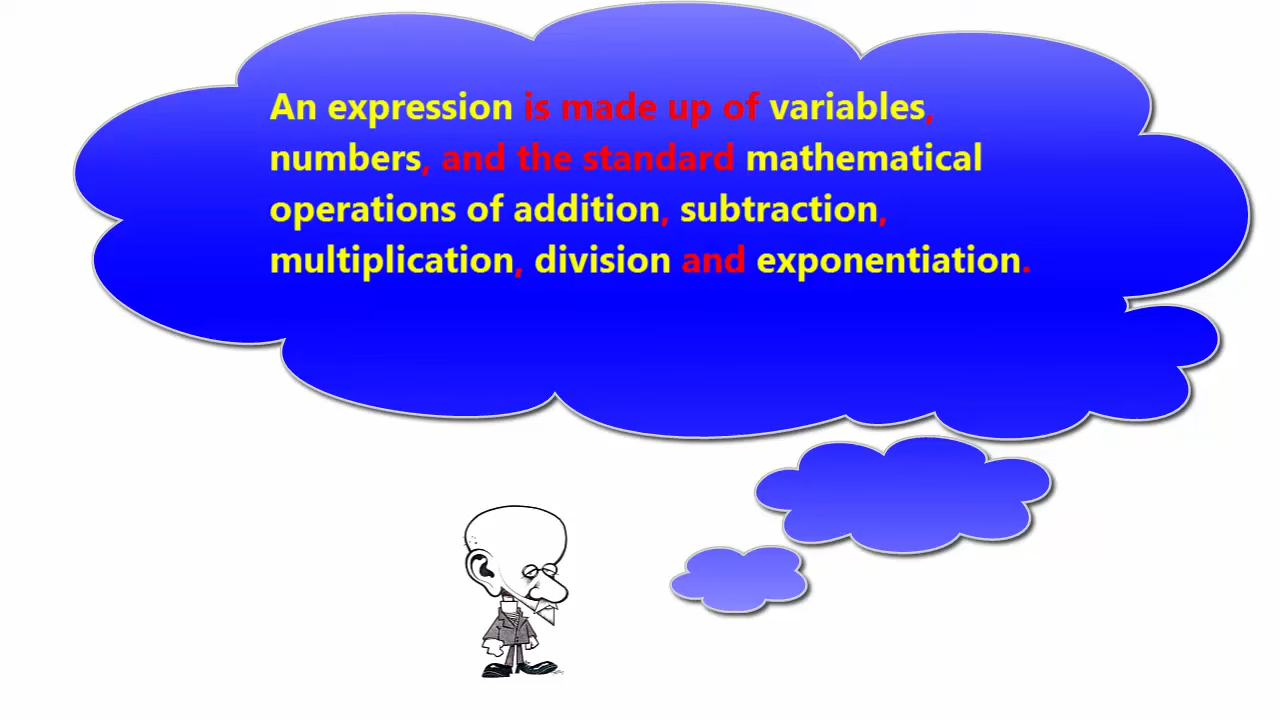 An expression is made up of variables,
numbers, and the standard mathematical
operations of addition, subtraction,
multiplication, division and exponentiation.